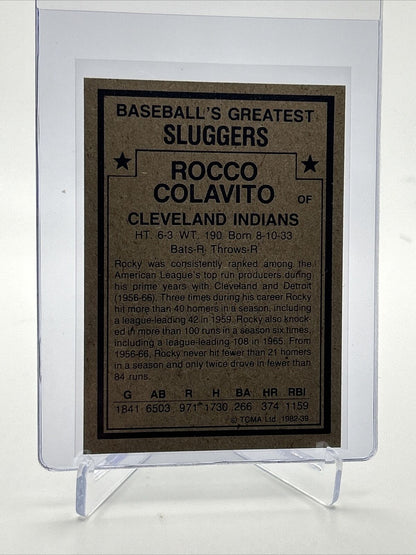 BASEBALL'S GREATEST
SLUGGERS
ROCCO
COLAVITO OF
CLEVELAND INDIANS
HT. 6-3 WT. 190 Born 8-10-33
Bats-R Throws-R
Rocky was consistently ranked among the
American League's top run producers during
his prime years with Cleveland and Detroit
(1956-66). Three times during his career Rocky
hit more than 40 homers in a season, including
a league-leading 42 in 1959. Rocky also knock
ed in more than 100 runs in a season six times,
including a league-leading 108 in 1965. From
1956-66, Rocky never hit fewer than 21 homers
in a season and only twice drove in fewer than
84 runs.
G AB R H BA HR RBI
1841 6503 971 1730 .266 374 1159
© TCMA Ltd. 1982-39